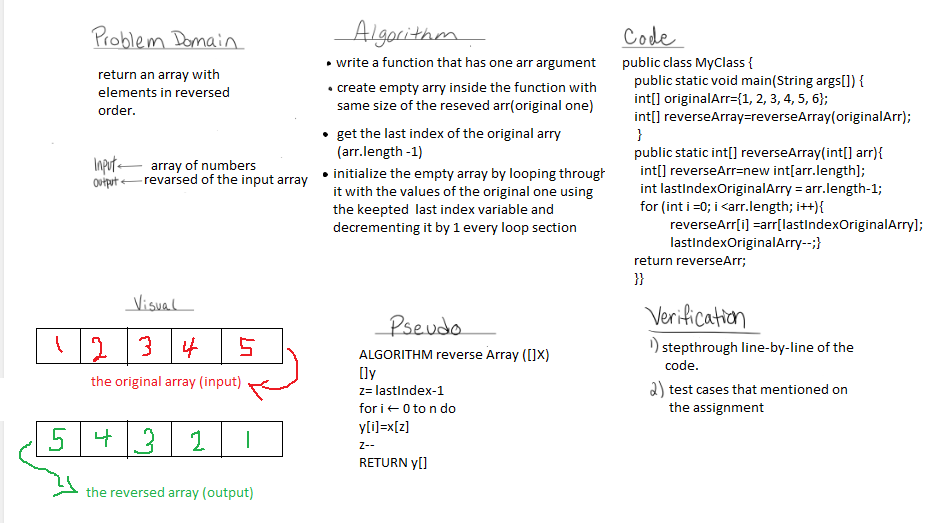 Problem Domain
return an array with
elements in reversed
order.
Input ← array of numbers
output ← revarsed of the input array
Algorithm
• write a function that has one arr argument
• create empty arry inside the function with
same size of the reseved arr(original one)
• get the last index of the original arry
(arr.length -1)
• initialize the empty array by looping through
it with the values of the original one using
the keepted last index variable and
decrementing it by 1 every loop section
Code
public class MyClass {
public static void main(String args[]) {
int[] originalArr={1, 2, 3, 4, 5, 6};
int[] reverseArray=reverseArray(originalArr);
}
public static int[] reverseArray(int[] arr){
int[] reverseArr=new int[arr.length];
int lastIndexOriginalArry = arr.length-1;
for (int i =0; i <arr.length; i++){
reverseArr[i] =arr[lastIndexOriginalArry];
lastIndexOriginalArry--;}
return reverseArr;
}}
Visual
1 2 3 4 5
the original array (input)
5 4 3 2 1
the reversed array (output)
Pseudo
ALGORITHM reverse Array ([]X)
[]y
z= lastIndex-1
for i ← 0 to n do
y[i]=x[z]
z--
RETURN y[]
Verification
1) stepthrough line-by-line of the
code.
2) test cases that mentioned on
the assignment